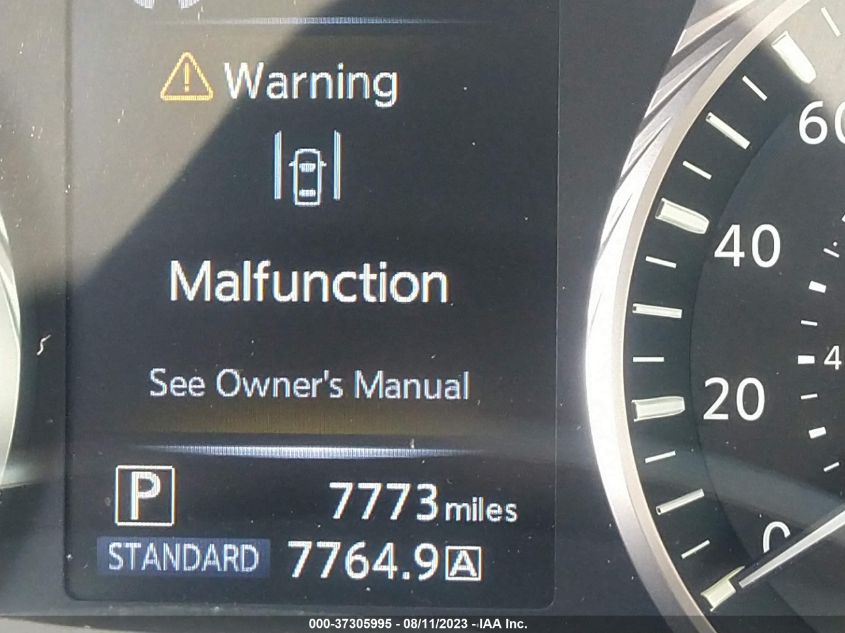 Warning
Malfunction
See Owner's Manual
P 7773 miles
STANDARD 7764.9 A
60
40
20
0
4
000-37305995 - 08/11/2023 - IAA Inc.